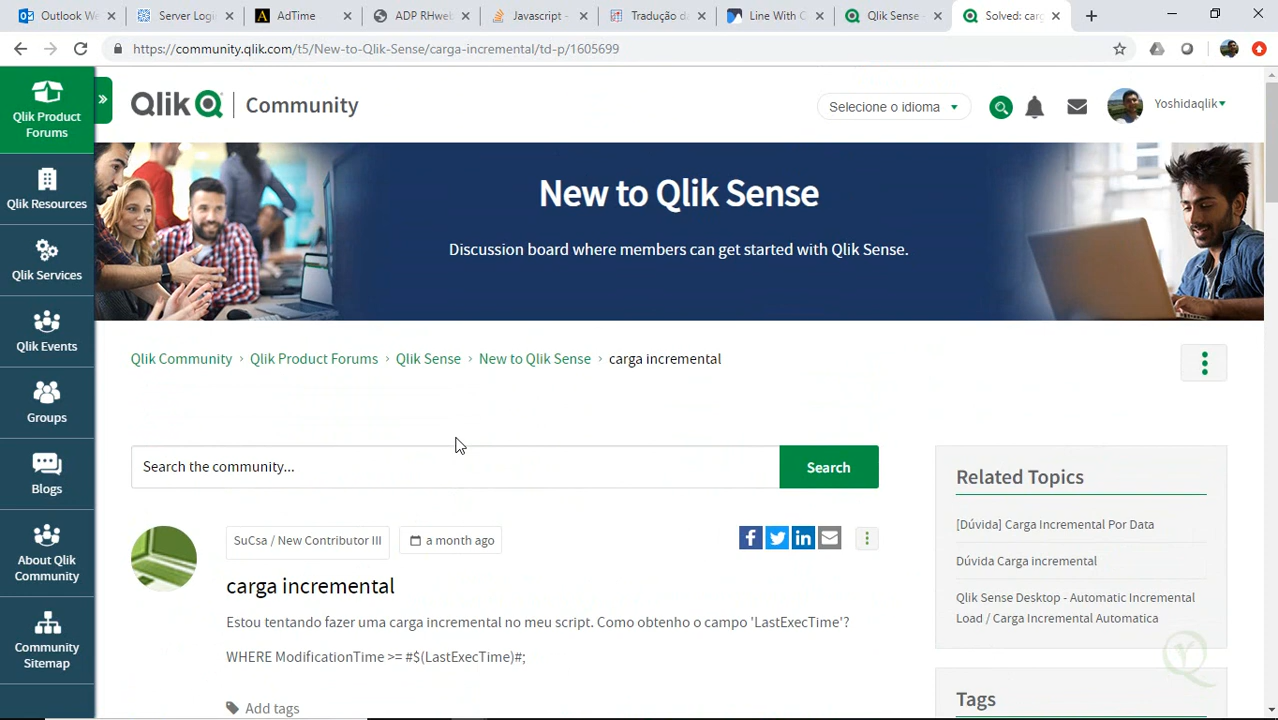 Outlook W
Server Logi
AdTime
ADP RHweb
Javascript -
Tradução d
Line With C
Qlik Sense
Solved: car
https://community.qlik.com/t5/New-to-Qlik-Sense/carga-incremental/td-p/1605699
Qlik Product
Forums
Qlik Resources
Qlik Services
Qlik Events
Groups
Blogs
About Qlik
Community
Community
Sitemap
Qlik Community
Selecione o idioma
Yoshidaqlik
New to Qlik Sense
Discussion board where members can get started with Qlik Sense.
Qlik Community › Qlik Product Forums › Qlik Sense › New to Qlik Sense › carga incremental
Search the community...
Search
SuCsa / New Contributor III
a month ago
carga incremental
Estou tentando fazer uma carga incremental no meu script. Como obtenho o campo 'LastExecTime'?
WHERE ModificationTime >= #$(LastExecTime)#;
Add tags
Related Topics
[Dúvida] Carga Incremental Por Data
Dúvida Carga incremental
Qlik Sense Desktop - Automatic Incremental
Load / Carga Incremental Automatica
Tags